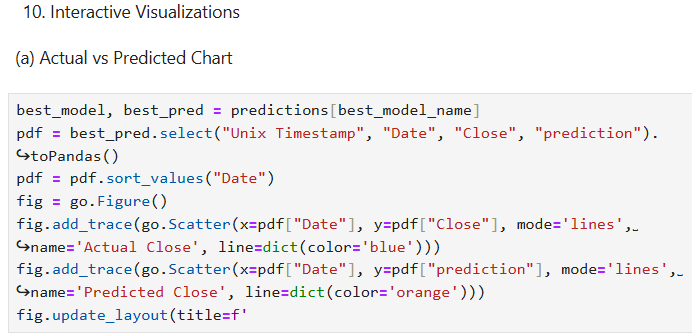 10. Interactive Visualizations
(a) Actual vs Predicted Chart
best_model, best_pred = predictions[best_model_name]
pdf = best_pred.select("Unix Timestamp", "Date", "Close", "prediction").
↪toPandas()
pdf = pdf.sort_values("Date")
fig = go.Figure()
fig.add_trace(go.Scatter(x=pdf["Date"], y=pdf["Close"], mode='lines',␣
↪name='Actual Close', line=dict(color='blue')))
fig.add_trace(go.Scatter(x=pdf["Date"], y=pdf["prediction"], mode='lines',␣
↪name='Predicted Close', line=dict(color='orange')))
fig.update_layout(title=f'